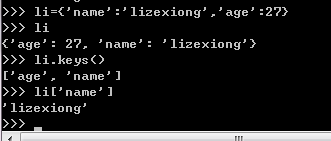 >>> li={'name':'lizexiong','age':27}
>>> li
{'age': 27, 'name': 'lizexiong'}
>>> li.keys()
['age', 'name']
>>> li['name']
'lizexiong'
>>>